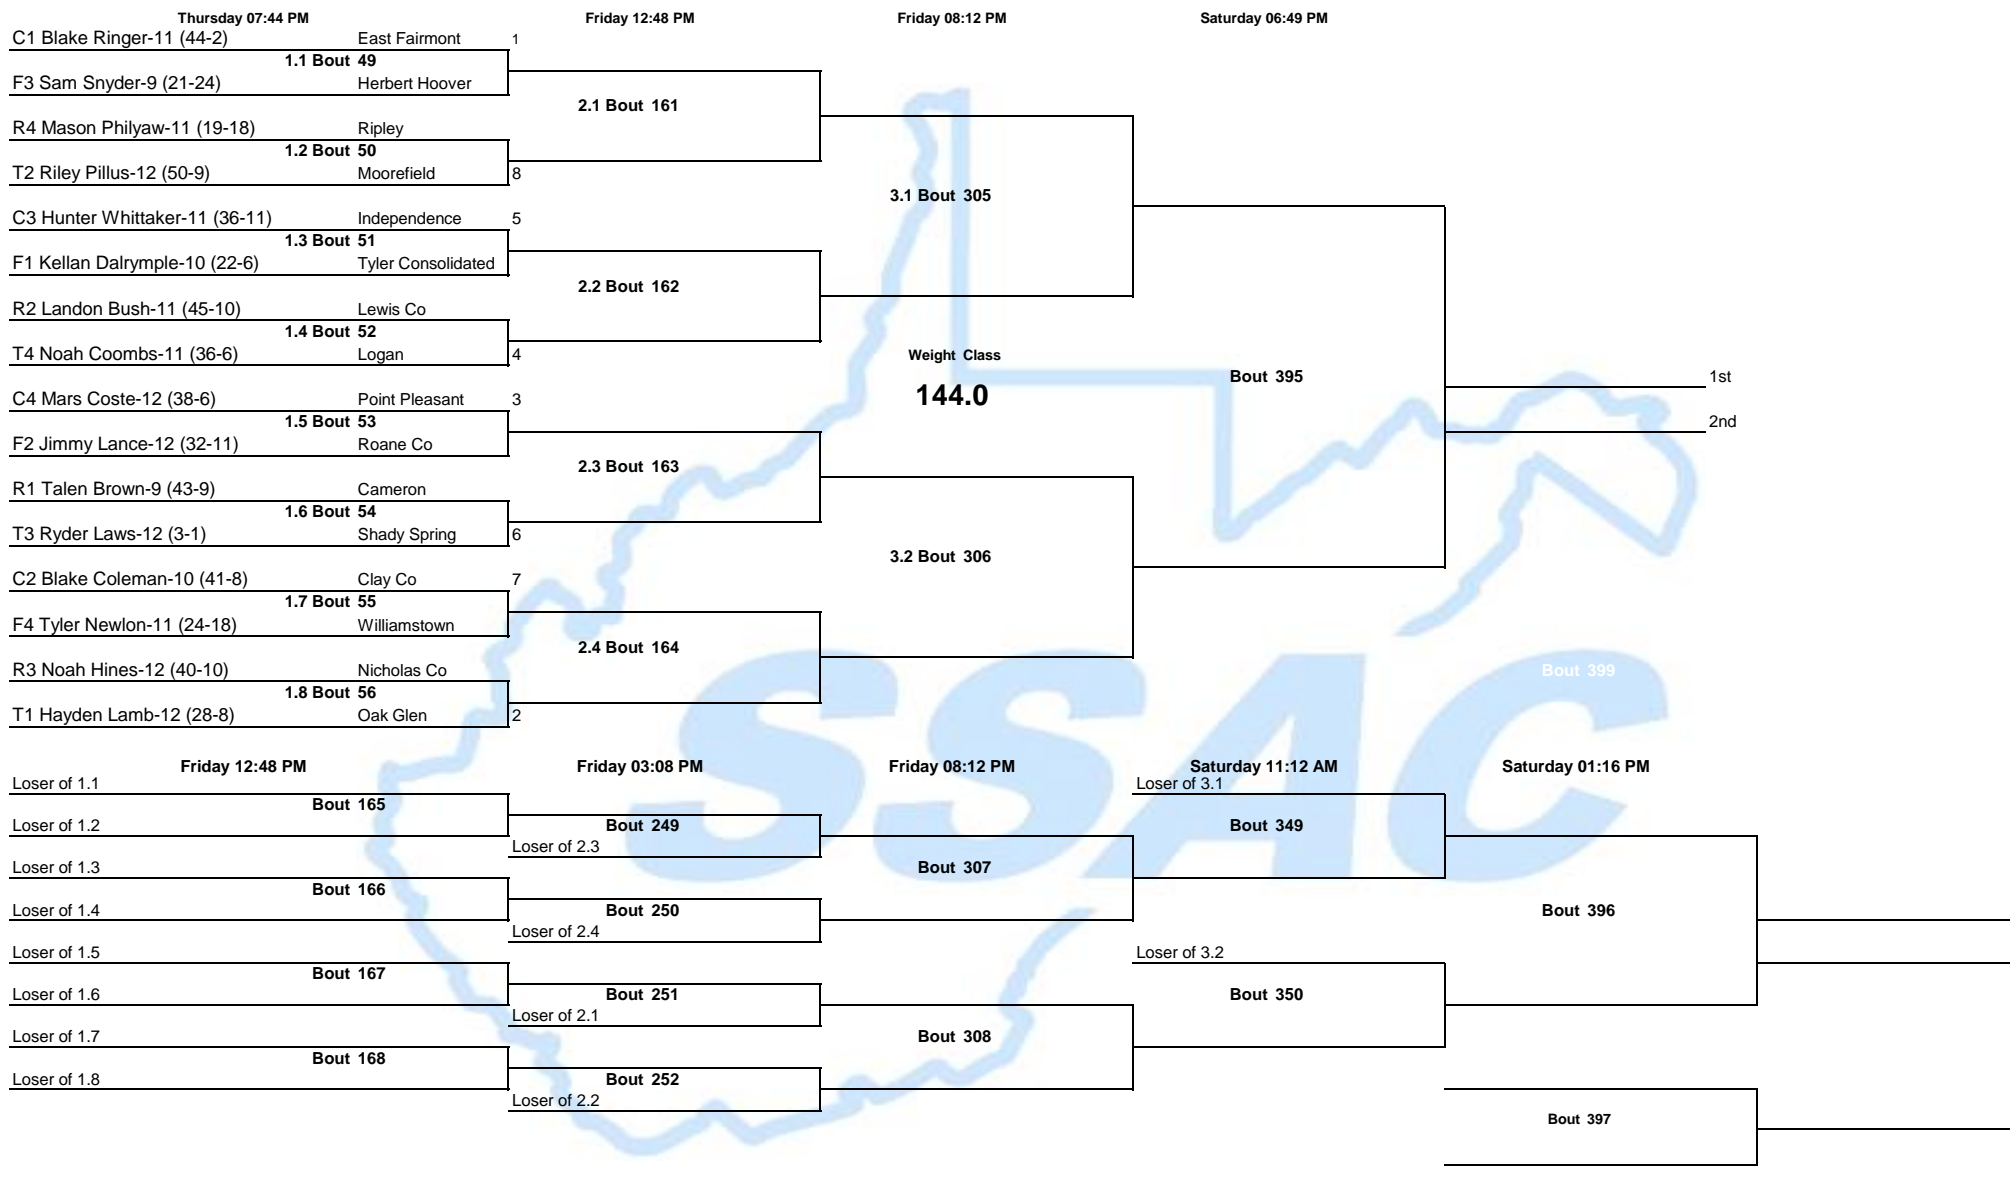 Thursday 07:44 PM Friday 12:48 PM Friday 08:12 PM Saturday 06:49 PM
C1 Blake Ringer-11 (44-2) East Fairmont 1
1.1 Bout 49
F3 Sam Snyder-9 (21-24) Herbert Hoover
2.1 Bout 161
R4 Mason Philyaw-11 (19-18) Ripley
1.2 Bout 50
T2 Riley Pillus-12 (50-9) Moorefield 8
3.1 Bout 305
C3 Hunter Whittaker-11 (36-11) Independence 5
1.3 Bout 51
F1 Kellan Dalrymple-10 (22-6) Tyler Consolidated
2.2 Bout 162
R2 Landon Bush-11 (45-10) Lewis Co
1.4 Bout 52
T4 Noah Coombs-11 (36-6) Logan 4
Weight Class
144.0
Bout 395
1st
2nd
C4 Mars Coste-12 (38-6) Point Pleasant 3
1.5 Bout 53
F2 Jimmy Lance-12 (32-11) Roane Co
2.3 Bout 163
R1 Talen Brown-9 (43-9) Cameron
1.6 Bout 54
T3 Ryder Laws-12 (3-1) Shady Spring 6
3.2 Bout 306
C2 Blake Coleman-10 (41-8) Clay Co 7
1.7 Bout 55
F4 Tyler Newlon-11 (24-18) Williamstown
2.4 Bout 164
R3 Noah Hines-12 (40-10) Nicholas Co
Bout 399
1.8 Bout 56
T1 Hayden Lamb-12 (28-8) Oak Glen 2
SSAC
Friday 12:48 PM Friday 03:08 PM Friday 08:12 PM Saturday 11:12 AM Saturday 01:16 PM
Loser of 1.1 Loser of 3.1
Bout 165
Loser of 1.2 Bout 249 Bout 349
Loser of 2.3
Loser of 1.3 Bout 307
Bout 166
Loser of 1.4 Bout 250 Bout 396
Loser of 2.4
Loser of 1.5 Loser of 3.2
Bout 167
Loser of 1.6 Bout 251 Bout 350
Loser of 2.1
Loser of 1.7 Bout 308
Bout 168
Loser of 1.8 Bout 252
Loser of 2.2
Bout 397